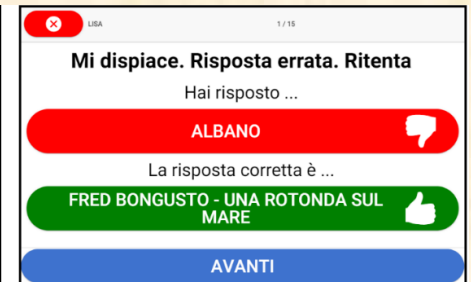 LISA
1 / 15
Mi dispiace. Risposta errata. Ritenta
Hai risposto ...
ALBANO
La risposta corretta è ...
FRED BONGUSTO - UNA ROTONDA SUL
MARE
AVANTI